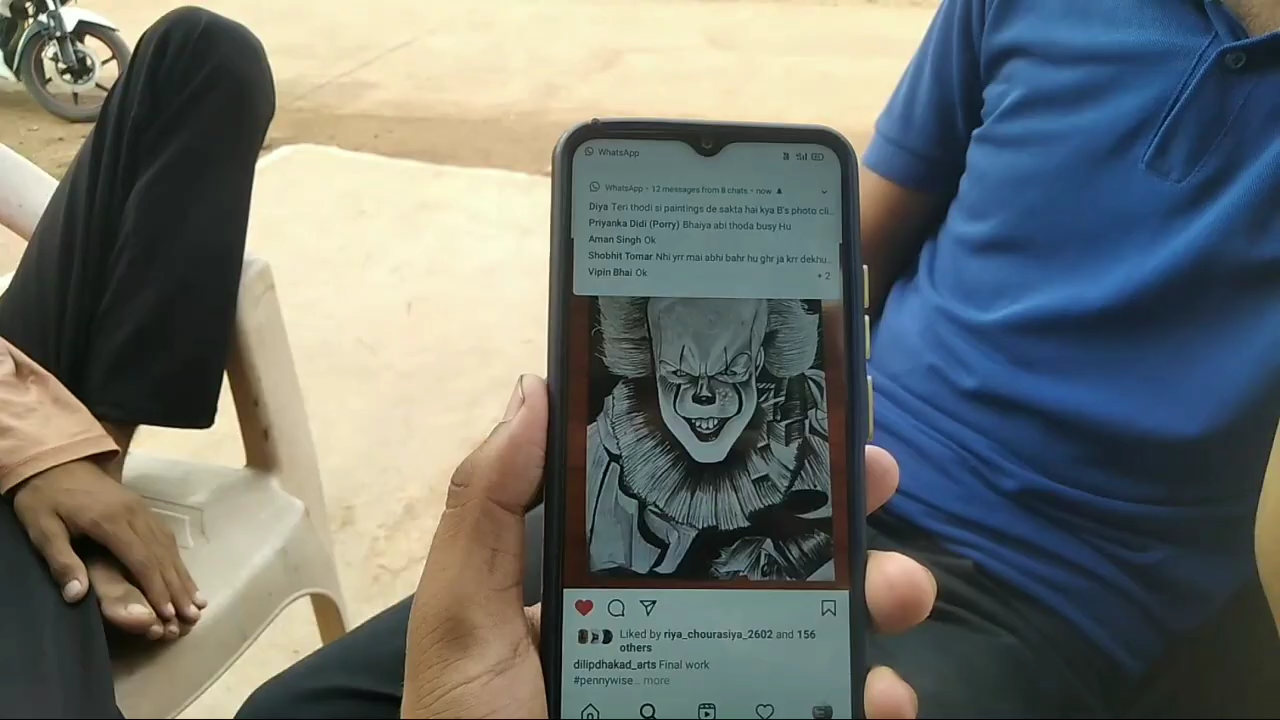 WhatsApp
WhatsApp • 12 messages from 8 chats • now
Diya Teri thodi si paintings de sakta hai kya B's photo cli...
Priyanka Didi (Porry) Bhaiya abi thoda busy Hu
Aman Singh Ok
Shobhit Tomar Nhi yrr mai abhi bahr hu ghr ja krr dekhu...
Vipin Bhai Ok
+ 2
Liked by riya_chourasiya_2602 and 156
others
dilipdhakad_arts Final work
#pennywise... more